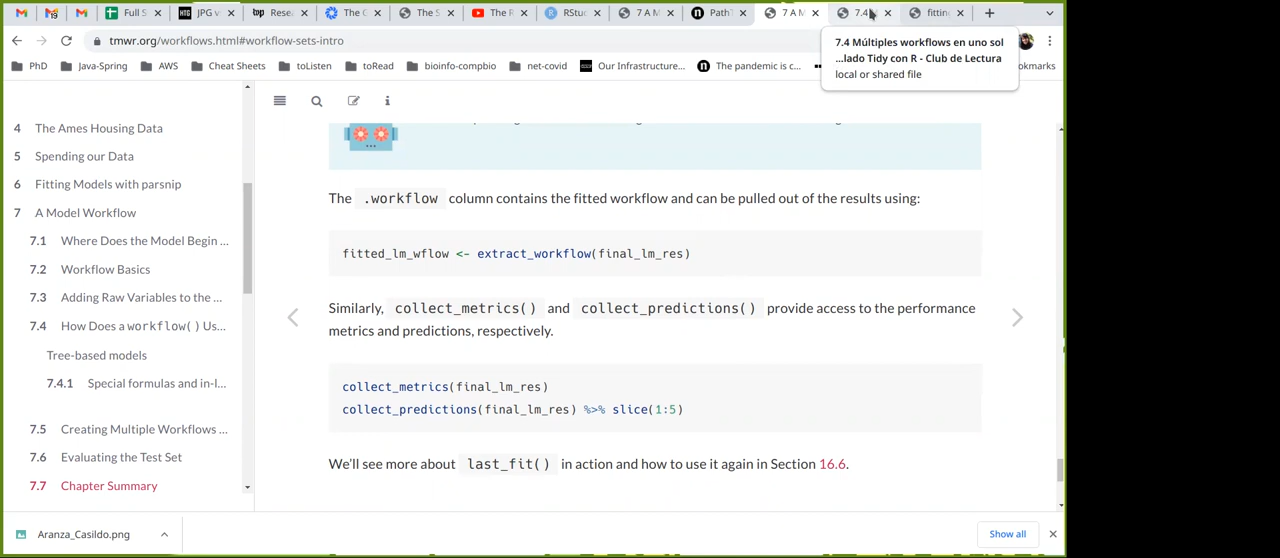 Full S
JPG v
Resea
The G
The S
The R
RStu
7 A M
PathT
7 A M
7.4
fittin
tmwr.org/workflows.html#workflow-sets-intro
7.4 Múltiples workflows en uno sol
...lado Tidy con R - Club de Lectura
local or shared file
PhD
Java-Spring
AWS
Cheat Sheets
toListen
toRead
bioinfo-compbio
net-covid
Our Infrastructure...
The pandemic is c...
okmarks
4 The Ames Housing Data
5 Spending our Data
6 Fitting Models with parsnip
7 A Model Workflow
7.1 Where Does the Model Begin ...
7.2 Workflow Basics
7.3 Adding Raw Variables to the ...
7.4 How Does a workflow() Us...
Tree-based models
7.4.1 Special formulas and in-l...
7.5 Creating Multiple Workflows ...
7.6 Evaluating the Test Set
7.7 Chapter Summary
The .workflow column contains the fitted workflow and can be pulled out of the results using:
fitted_lm_wflow <- extract_workflow(final_lm_res)
Similarly, collect_metrics() and collect_predictions() provide access to the performance
metrics and predictions, respectively.
collect_metrics(final_lm_res)
collect_predictions(final_lm_res) %>% slice(1:5)
We'll see more about last_fit() in action and how to use it again in Section 16.6.
Aranza_Casildo.png
Show all